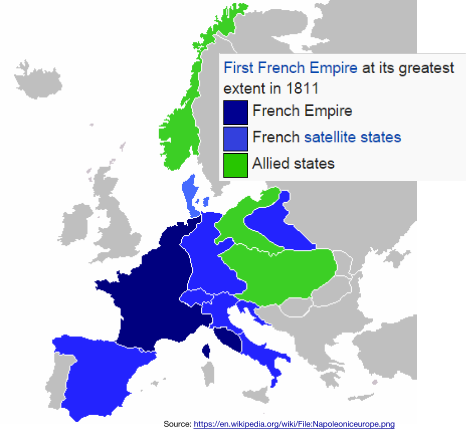 First French Empire at its greatest
extent in 1811
French Empire
French satellite states
Allied states
Source: https://en.wikipedia.org/wiki/File:Napoleoniceurope.png